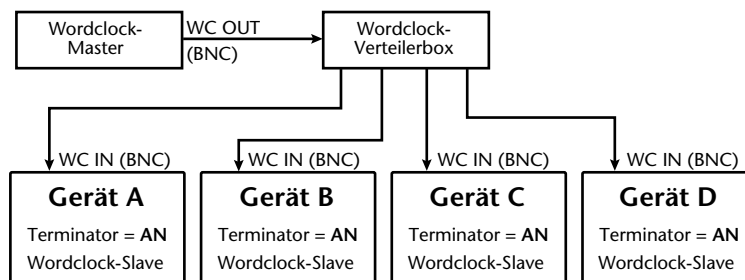 Wordclock-
Master
WC OUT
(BNC)
Wordclock-
Verteilerbox
WC IN (BNC)
WC IN (BNC)
WC IN (BNC)
WC IN (BNC)
Gerät A
Terminator = AN
Wordclock-Slave
Gerät B
Terminator = AN
Wordclock-Slave
Gerät C
Terminator = AN
Wordclock-Slave
Gerät D
Terminator = AN
Wordclock-Slave